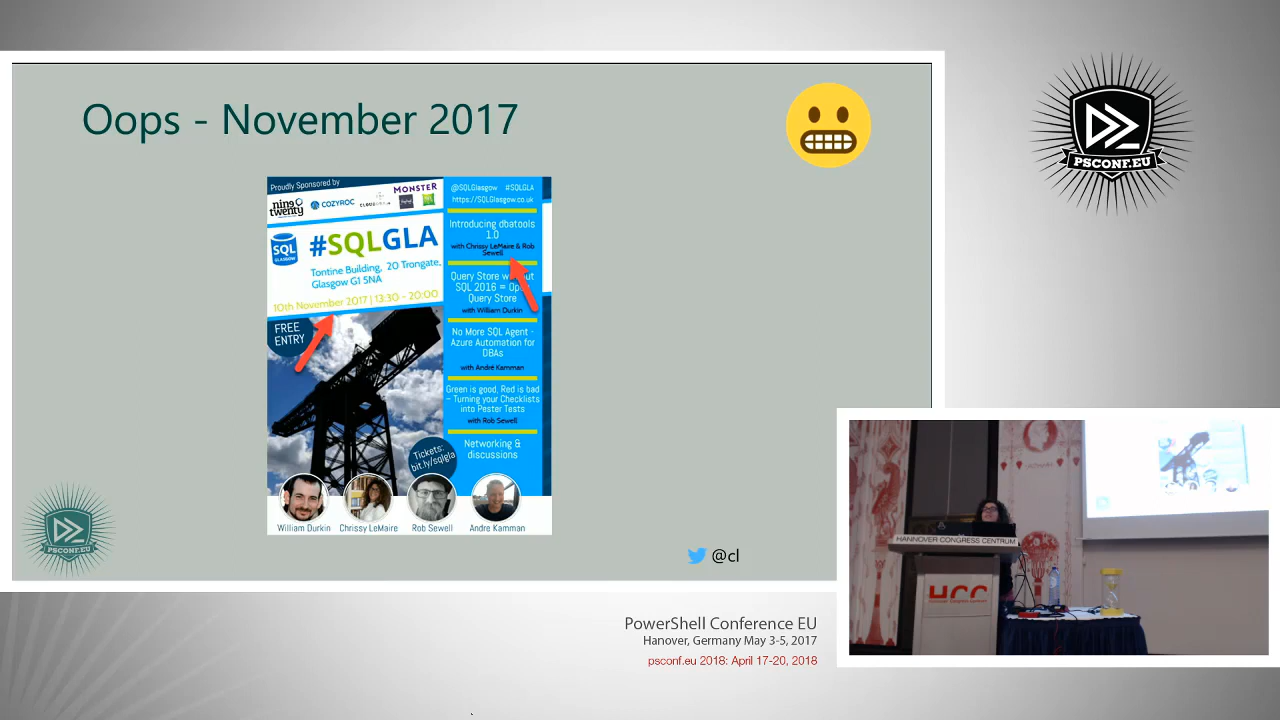 Oops - November 2017
Proudly Sponsored by
nine twenty
COZYROC
MONSTER
SQL GLASGOW
#SQLGLA
Tontine Building, 20 Trongate,
Glasgow G1 5NA
10th November 2017 | 13:30 - 20:00
FREE
ENTRY
@SQLGlasgow #SQLGLA
https://SQLGlasgow.co.uk
Introducing dbatools
1.0
with Chrissy LeMaire & Rob
Sewell
Query Store
SQL 2016 =
Query Store
with William Durkin
No More SQL Agent -
Azure Automation for
DBAs
with André Kamman
Green is good, Red is bad
- Turning your Checklists
into Pester Tests
with Rob Sewell
Networking &
discussions
Tickets:
bit.ly/sqlgla
William Durkin
Chrissy LeMaire
Rob Sewell
Andre Kamman
PSCONF.EU
@cl
PSCONF.EU
HANNOVER CONGRESS CENTRUM
HCC
PowerShell Conference EU
Hanover, Germany May 3-5, 2017
psconf.eu 2018: April 17-20, 2018